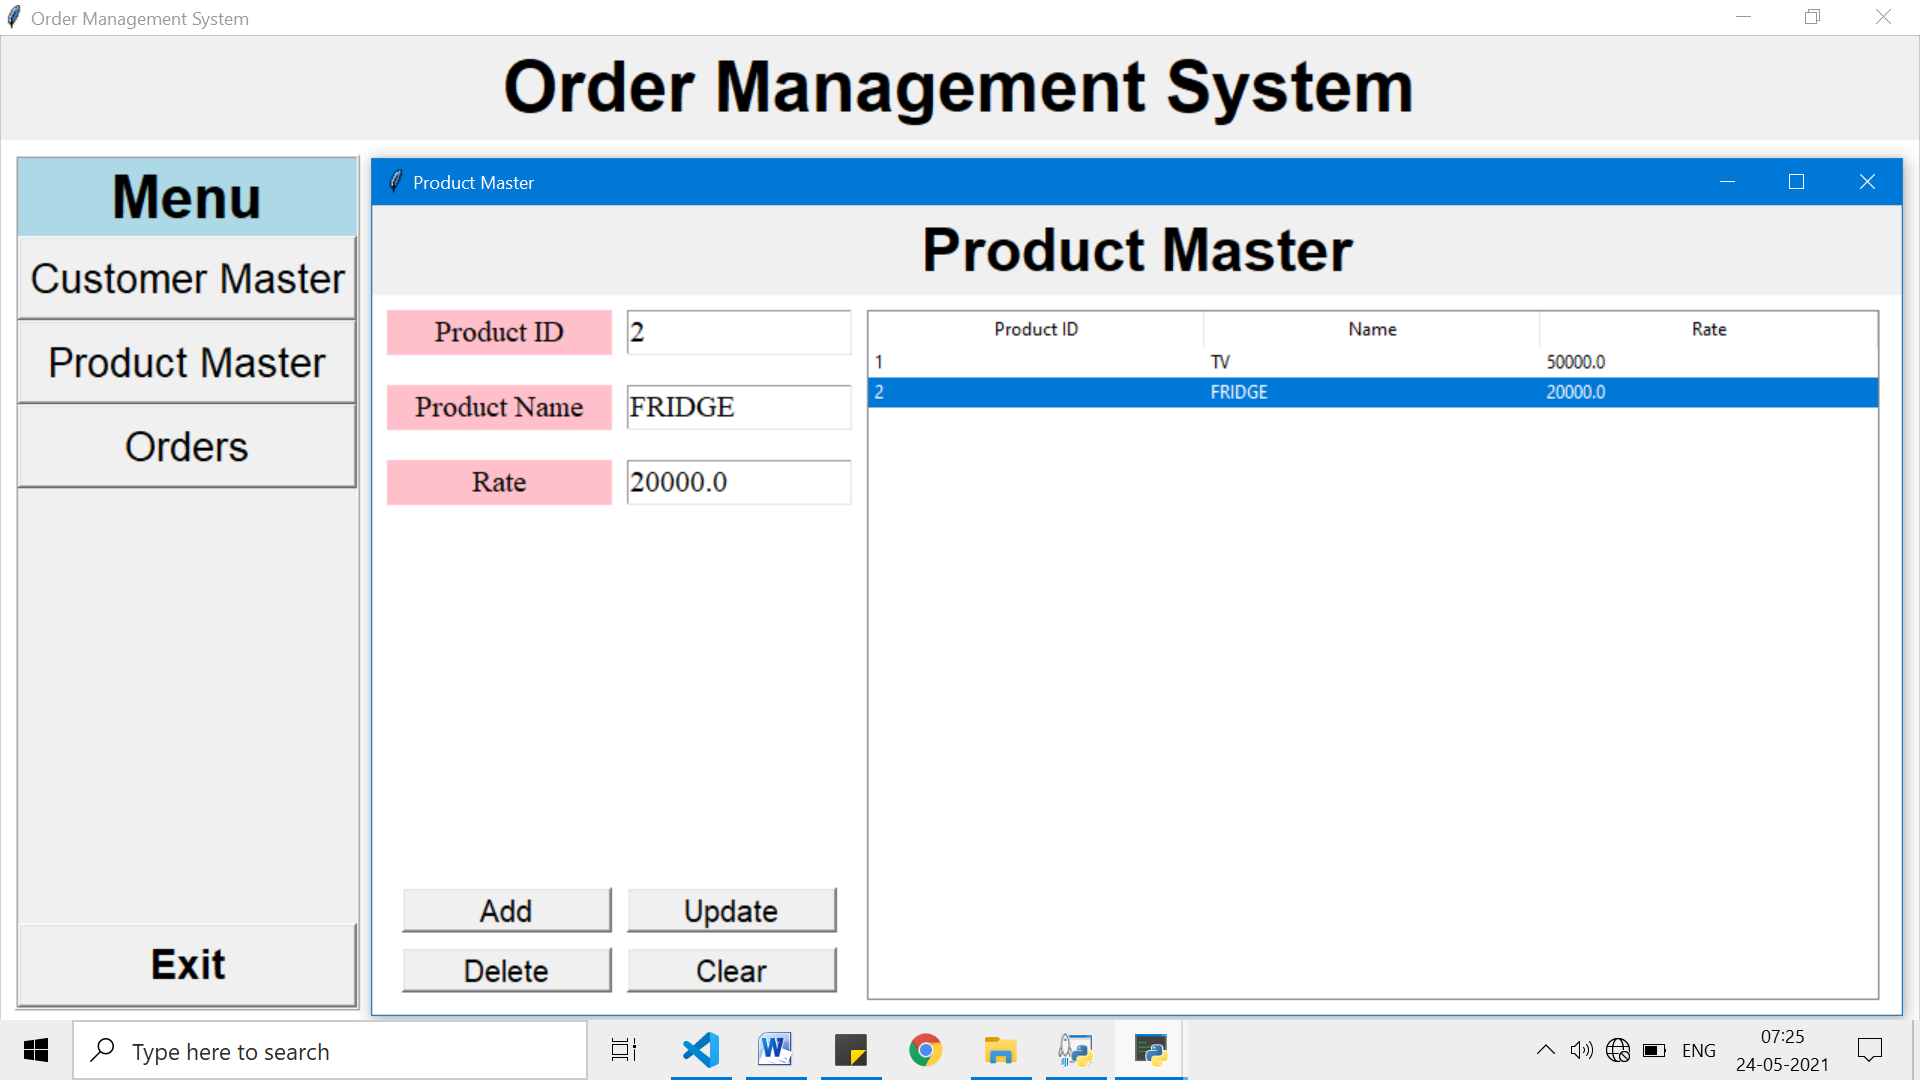 Order Management System
Order Management System
Menu
Customer Master
Product Master
Orders
Exit
Product Master
Product Master
Product ID 2
Product Name FRIDGE
Rate 20000.0
Add Update
Delete Clear
Product ID Name Rate
1 TV 50000.0
2 FRIDGE 20000.0
Type here to search
ENG
07:25
24-05-2021